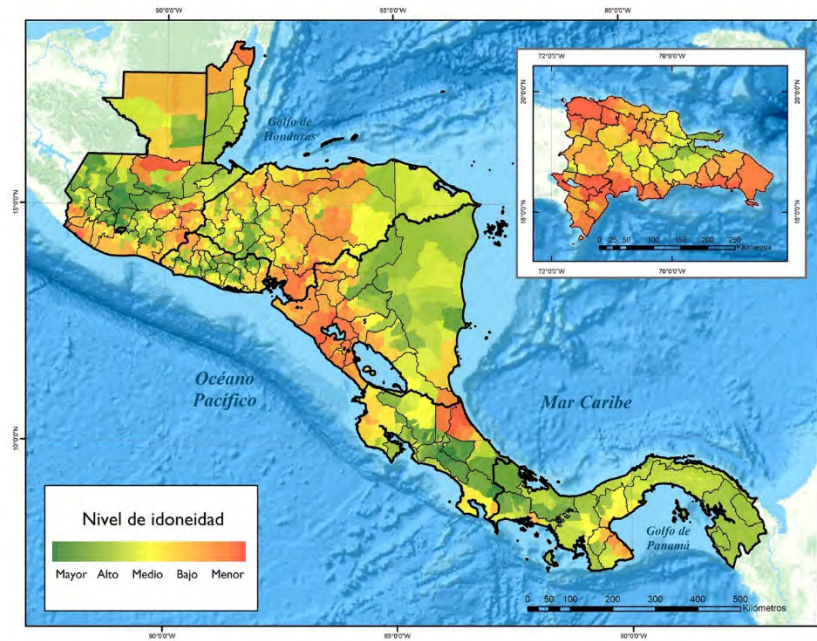 90°0'0"W
85°0'0"W
80°0'0"W
72°0'0"W
70°0'0"W
20°0'0"N
20°0'0"N
Golfo de
Honduras
15°0'0"N
18°0'0"N
18°0'0"N
0 25 50 100 150 200 250
Kilómetros
72°0'0"W
70°0'0"W
Océano
Pacífico
Mar Caribe
10°0'0"N
Nivel de idoneidad
Mayor Alto Medio Bajo Menor
Golfo de
Panamá
0 50 100 200 300 400 500
Kilómetros
90°0'0"W
85°0'0"W
80°0'0"W